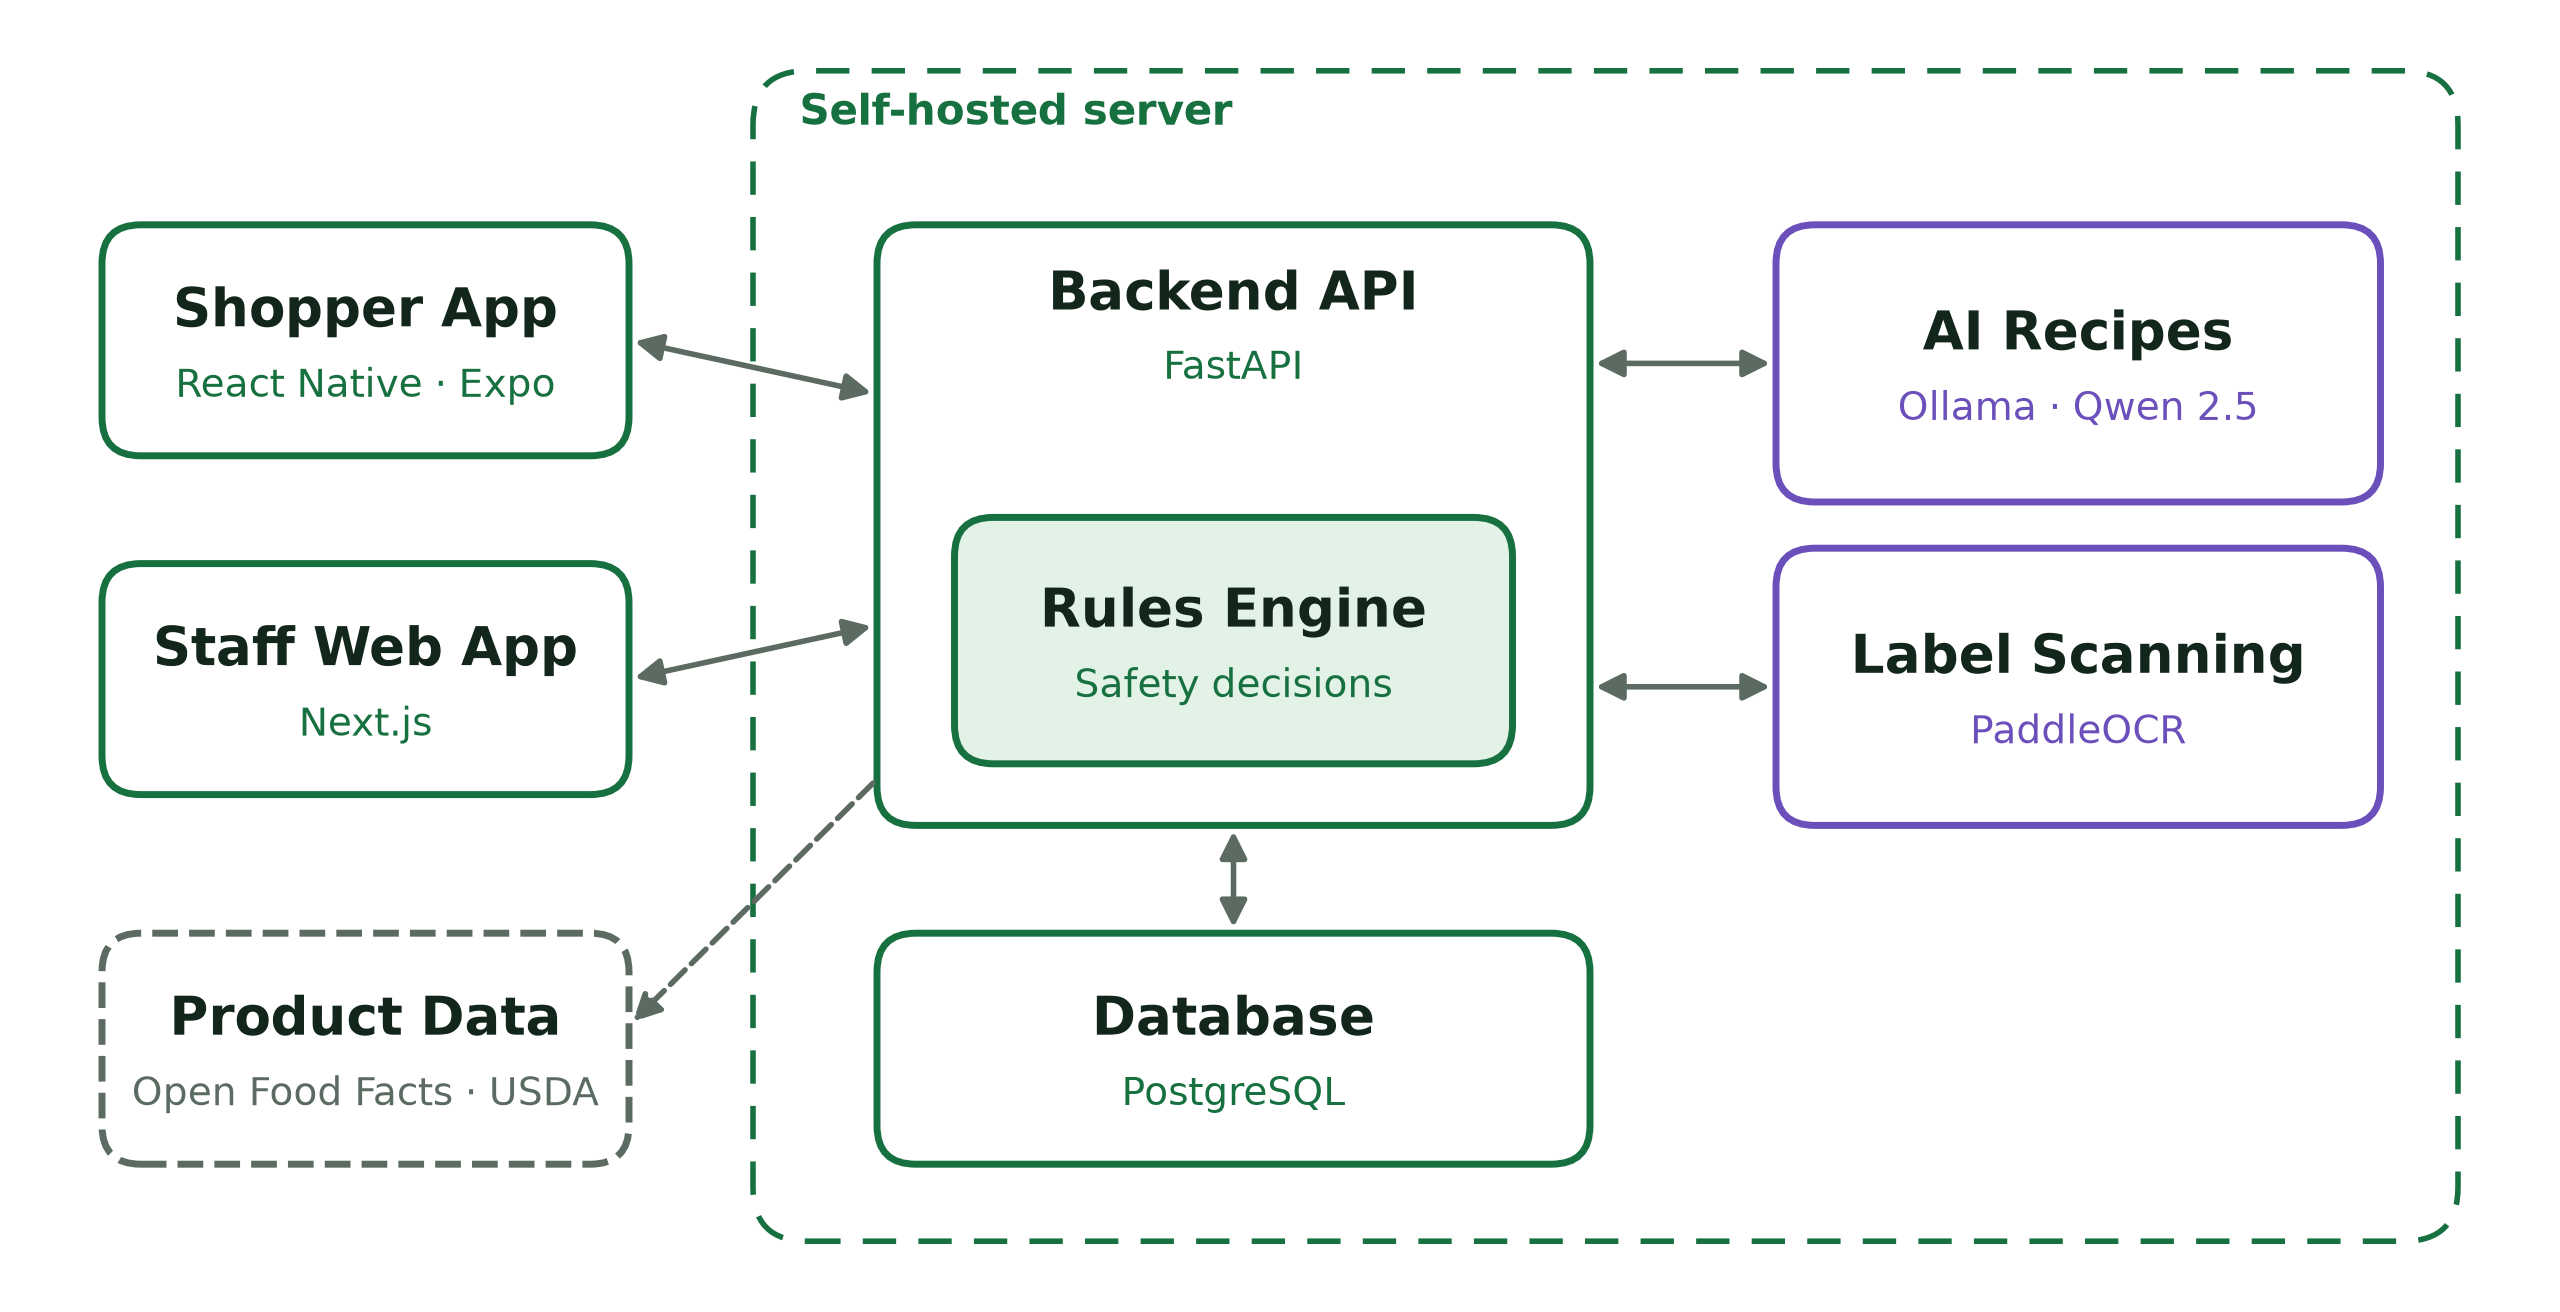 Self-hosted server
Shopper App
React Native · Expo
Staff Web App
Next.js
Product Data
Open Food Facts · USDA
Backend API
FastAPI
Rules Engine
Safety decisions
Database
PostgreSQL
AI Recipes
Ollama · Qwen 2.5
Label Scanning
PaddleOCR